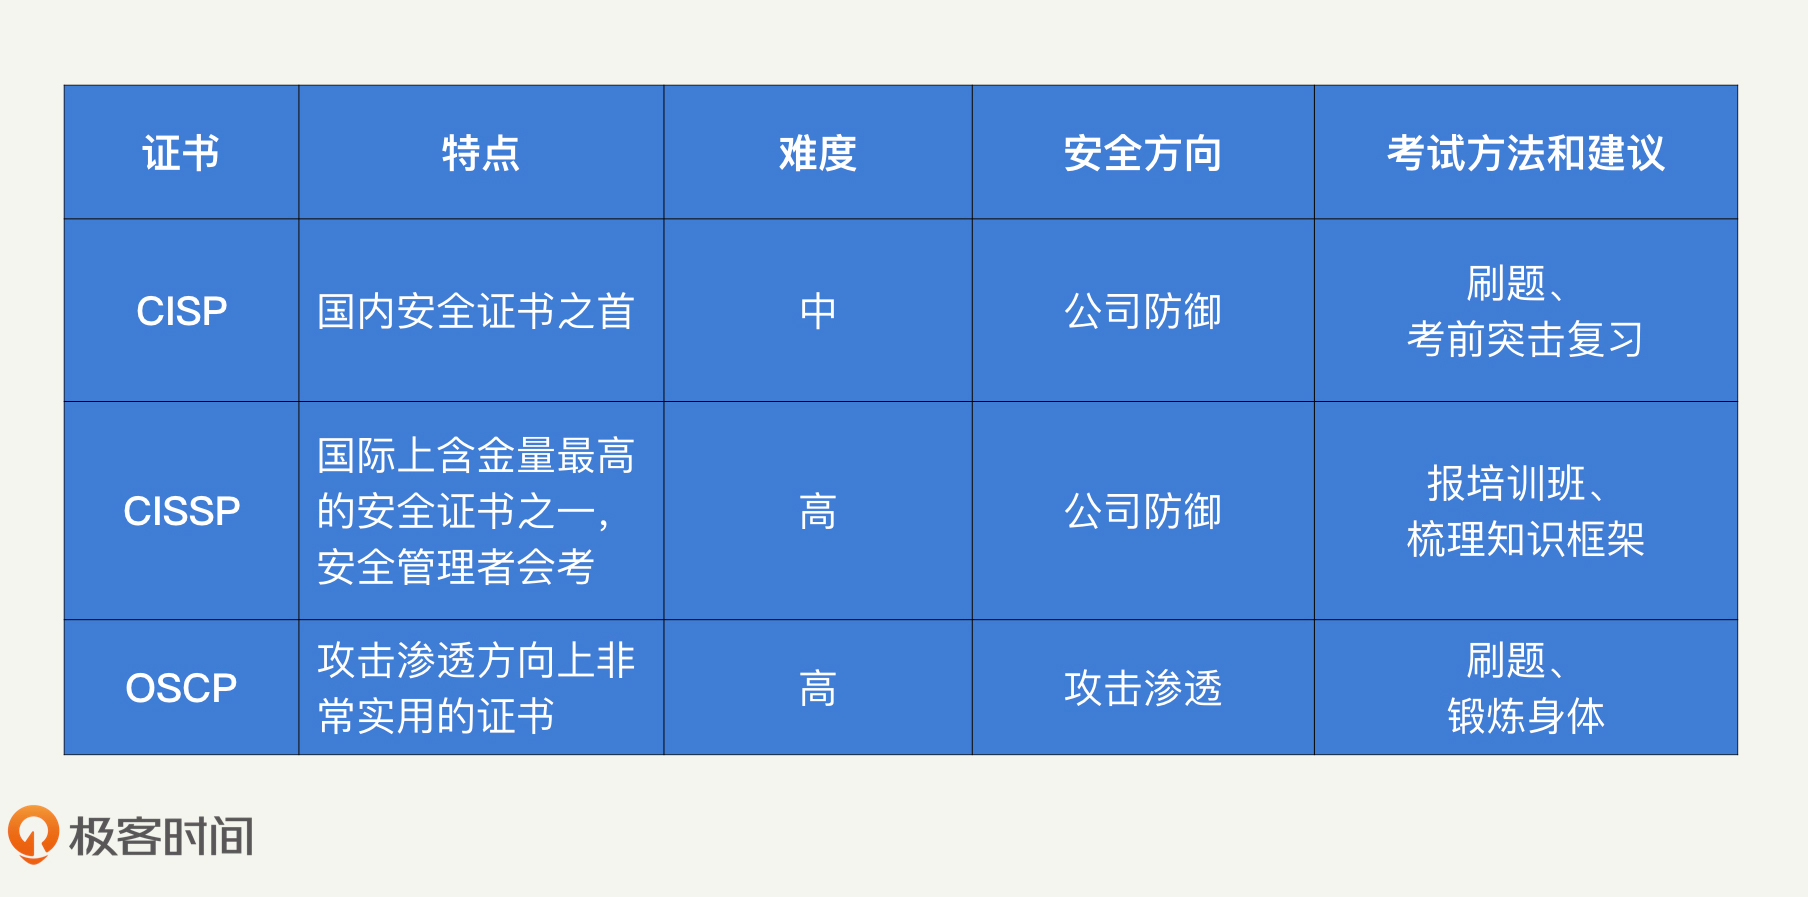 证书 特点 难度 安全方向 考试方法和建议
CISP 国内安全证书之首 中 公司防御 刷题、
考前突击复习
CISSP 国际上含金量最高
的安全证书之一，
安全管理者会考 高 公司防御 报培训班、
梳理知识框架
OSCP 攻击渗透方向上非
常实用的证书 高 攻击渗透 刷题、
锻炼身体
极客时间